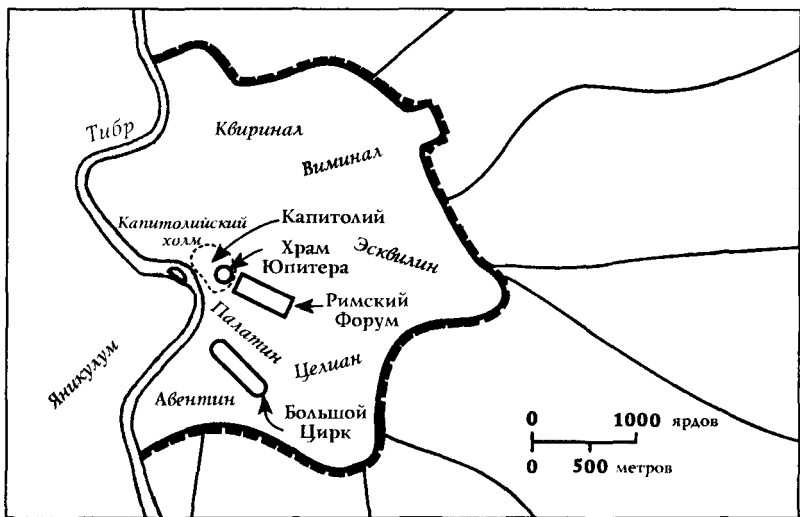 Тибр
Квиринал
Виминал
Капитолийский
холм
Капитолий
Храм
Юпитера
Эсквилин
Римский
Форум
Палатин
Целиан
Яникулум
Авентин
Большой
Цирк
0 1000 ярдов
0 500 метров